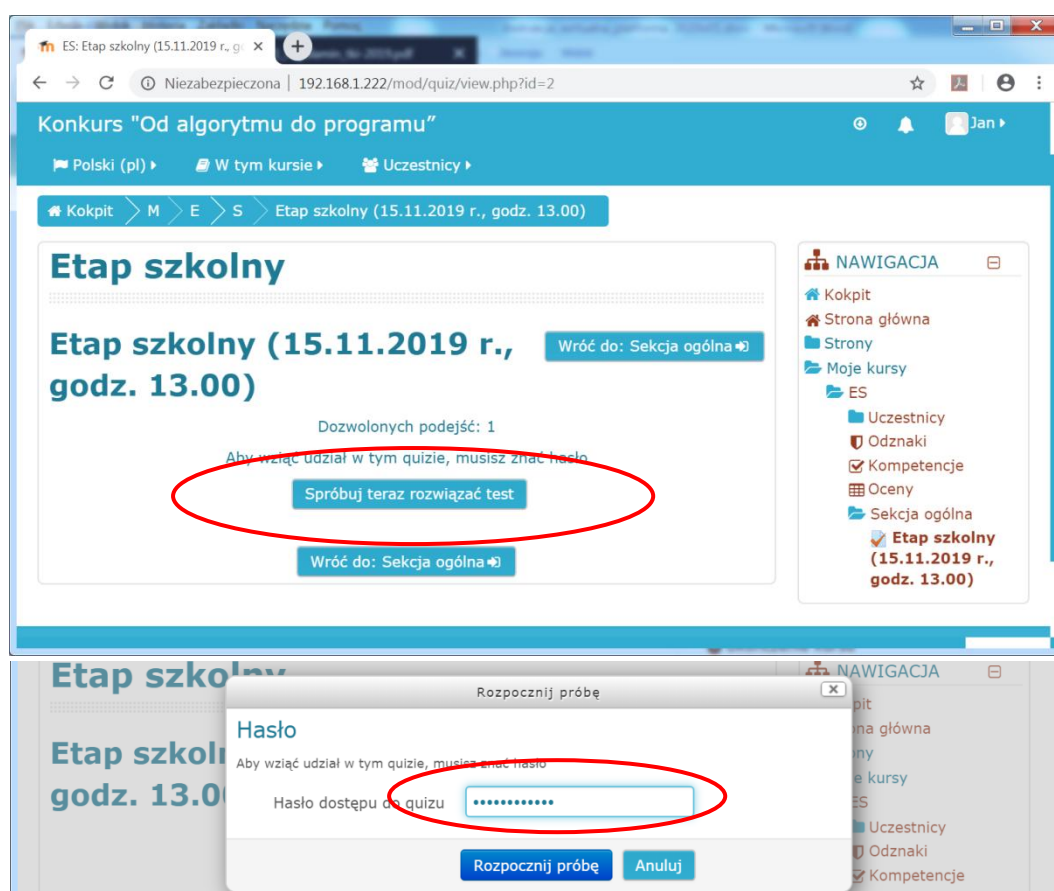 ES: Etap szkolny (15.11.2019 r., g
Niezabezpieczona | 192.168.1.222/mod/quiz/view.php?id=2
Konkurs "Od algorytmu do programu”
Jan
Polski (pl)
W tym kursie
Uczestnicy
Kokpit
M
E
S
Etap szkolny (15.11.2019 r., godz. 13.00)
Etap szkolny
Etap szkolny (15.11.2019 r.,
godz. 13.00)
Wróć do: Sekcja ogólna
Dozwolonych podejść: 1
Aby wziąć udział w tym quizie, musisz znać hasło
Spróbuj teraz rozwiązać test
Wróć do: Sekcja ogólna
NAWIGACJA
Kokpit
Strona główna
Strony
Moje kursy
ES
Uczestnicy
Odznaki
Kompetencje
Oceny
Sekcja ogólna
Etap szkolny
(15.11.2019 r.,
godz. 13.00)
Etap szkolny
Etap szkoln
godz. 13.0
Rozpocznij próbę
Hasło
Aby wziąć udział w tym quizie, musisz znać hasło
Hasło dostępu do quizu
••••••••••••
Rozpocznij próbę
Anuluj
NAWIGACJA
pit
ona główna
ony
e kursy
ES
Uczestnicy
Odznaki
Kompetencje